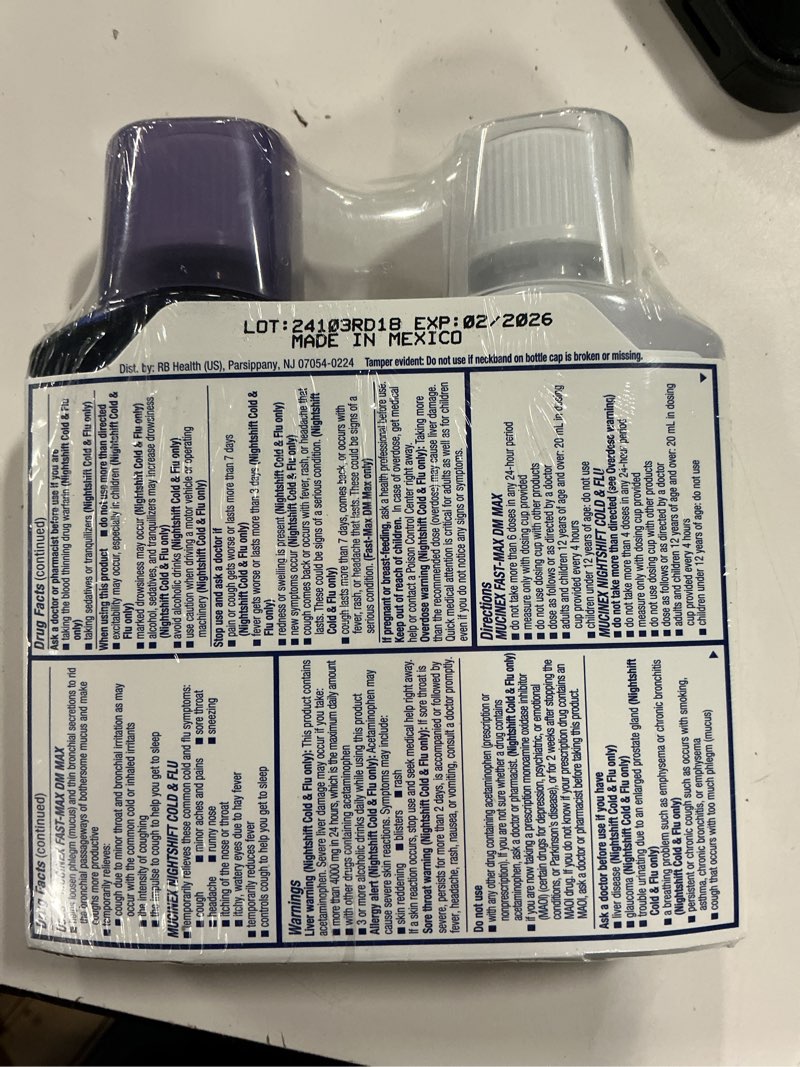 LOT:24103RD18 EXP:02/2026
MADE IN MEXICO
Dist. by: RB Health (US), Parsippany, NJ 07054-0224 Tamper evident: Do not use if neckband on bottle cap is broken or missing.
Drug Facts (continued)
MUCINEX FAST-MAX DM MAX
loosen phlegm (mucus) and thin bronchial secretions to rid
the bronchial passageways of bothersome mucus and make
coughs more productive
■ temporarily relieves:
■ cough due to minor throat and bronchial irritation as may
occur with the common cold or inhaled irritants
■ the intensity of coughing
■ the impulse to cough to help you get to sleep
MUCINEX NIGHTSHIFT COLD & FLU
■ temporarily relieves these common cold and flu symptoms:
■ cough ■ minor aches and pains ■ sore throat
■ headache ■ runny nose ■ sneezing
■ itching of the nose or throat
■ itchy, watery eyes due to hay fever
■ temporarily reduces fever
■ controls cough to help you get to sleep
Warnings
Liver warning (Nightshift Cold & Flu only): This product contains
acetaminophen. Severe liver damage may occur if you take:
■ more than 4000 mg in 24 hours, which is the maximum daily amount
■ with other drugs containing acetaminophen
■ 3 or more alcoholic drinks daily while using this product
Allergy alert (Nightshift Cold & Flu only): Acetaminophen may
cause severe skin reactions. Symptoms may include:
■ skin reddening ■ blisters ■ rash
If a skin reaction occurs, stop use and seek medical help right away.
Sore throat warning (Nightshift Cold & Flu only): If sore throat is
severe, persists for more than 2 days, is accompanied or followed by
fever, headache, rash, nausea, or vomiting, consult a doctor promptly.
Do not use
■ with any other drug containing acetaminophen (prescription or
nonprescription). If you are not sure whether a drug contains
acetaminophen, ask a doctor or pharmacist. (Nightshift Cold & Flu only)
■ if you are now taking a prescription monoamine oxidase inhibitor
(MAOI) (certain drugs for depression, psychiatric, or emotional
conditions, or Parkinson's disease), or for 2 weeks after stopping the
MAOI drug. If you do not know if your prescription drug contains an
MAOI, ask a doctor or pharmacist before taking this product.
Ask a doctor before use if you have
■ liver disease (Nightshift Cold & Flu only)
■ glaucoma (Nightshift Cold & Flu only)
■ trouble urinating due to an enlarged prostate gland (Nightshift
Cold & Flu only)
■ a breathing problem such as emphysema or chronic bronchitis
(Nightshift Cold & Flu only)
■ persistent or chronic cough such as occurs with smoking,
asthma, chronic bronchitis, or emphysema
■ cough that occurs with too much phlegm (mucus)
Drug Facts (continued)
Ask a doctor or pharmacist before use if you are
■ taking the blood thinning drug warfarin (Nightshift Cold & Flu
only)
■ taking sedatives or tranquilizers (Nightshift Cold & Flu only)
When using this product ■ do not use more than directed
■ excitability may occur, especially in children (Nightshift Cold &
Flu only)
■ marked drowsiness may occur (Nightshift Cold & Flu only)
■ alcohol, sedatives, and tranquilizers may increase drowsiness
(Nightshift Cold & Flu only)
■ avoid alcoholic drinks (Nightshift Cold & Flu only)
■ use caution when driving a motor vehicle or operating
machinery (Nightshift Cold & Flu only)
Stop use and ask a doctor if
■ pain or cough gets worse or lasts more than 7 days
(Nightshift Cold & Flu only)
■ fever gets worse or lasts more than 3 days (Nightshift Cold &
Flu only)
■ redness or swelling is present (Nightshift Cold & Flu only)
■ new symptoms occur (Nightshift Cold & Flu only)
■ cough comes back or occurs with fever, rash, or headache that
lasts. These could be signs of a serious condition. (Nightshift
Cold & Flu only)
■ cough lasts more than 7 days, comes back, or occurs with
fever, rash, or headache that lasts. These could be signs of a
serious condition. (Fast-Max DM Max only)
If pregnant or breast-feeding, ask a health professional before use.
Keep out of reach of children. In case of overdose, get medical
help or contact a Poison Control Center right away.
Overdose warning (Nightshift Cold & Flu only): Taking more
than the recommended dose (overdose) may cause liver damage.
Quick medical attention is critical for adults as well as for children
even if you do not notice any signs or symptoms.
Directions
MUCINEX FAST-MAX DM MAX
■ do not take more than 6 doses in any 24-hour period
■ measure only with dosing cup provided
■ do not use dosing cup with other products
■ dose as follows or as directed by a doctor
■ adults and children 12 years of age and over: 20 mL in dosing
cup provided every 4 hours
■ children under 12 years of age: do not use
MUCINEX NIGHTSHIFT COLD & FLU
■ do not take more than directed (see Overdose warning)
■ do not take more than 4 doses in any 24-hour period
■ measure only with dosing cup provided
■ do not use dosing cup with other products
■ dose as follows or as directed by a doctor
■ adults and children 12 years of age and over: 20 mL in dosing
cup provided every 4 hours
■ children under 12 years of age: do not use